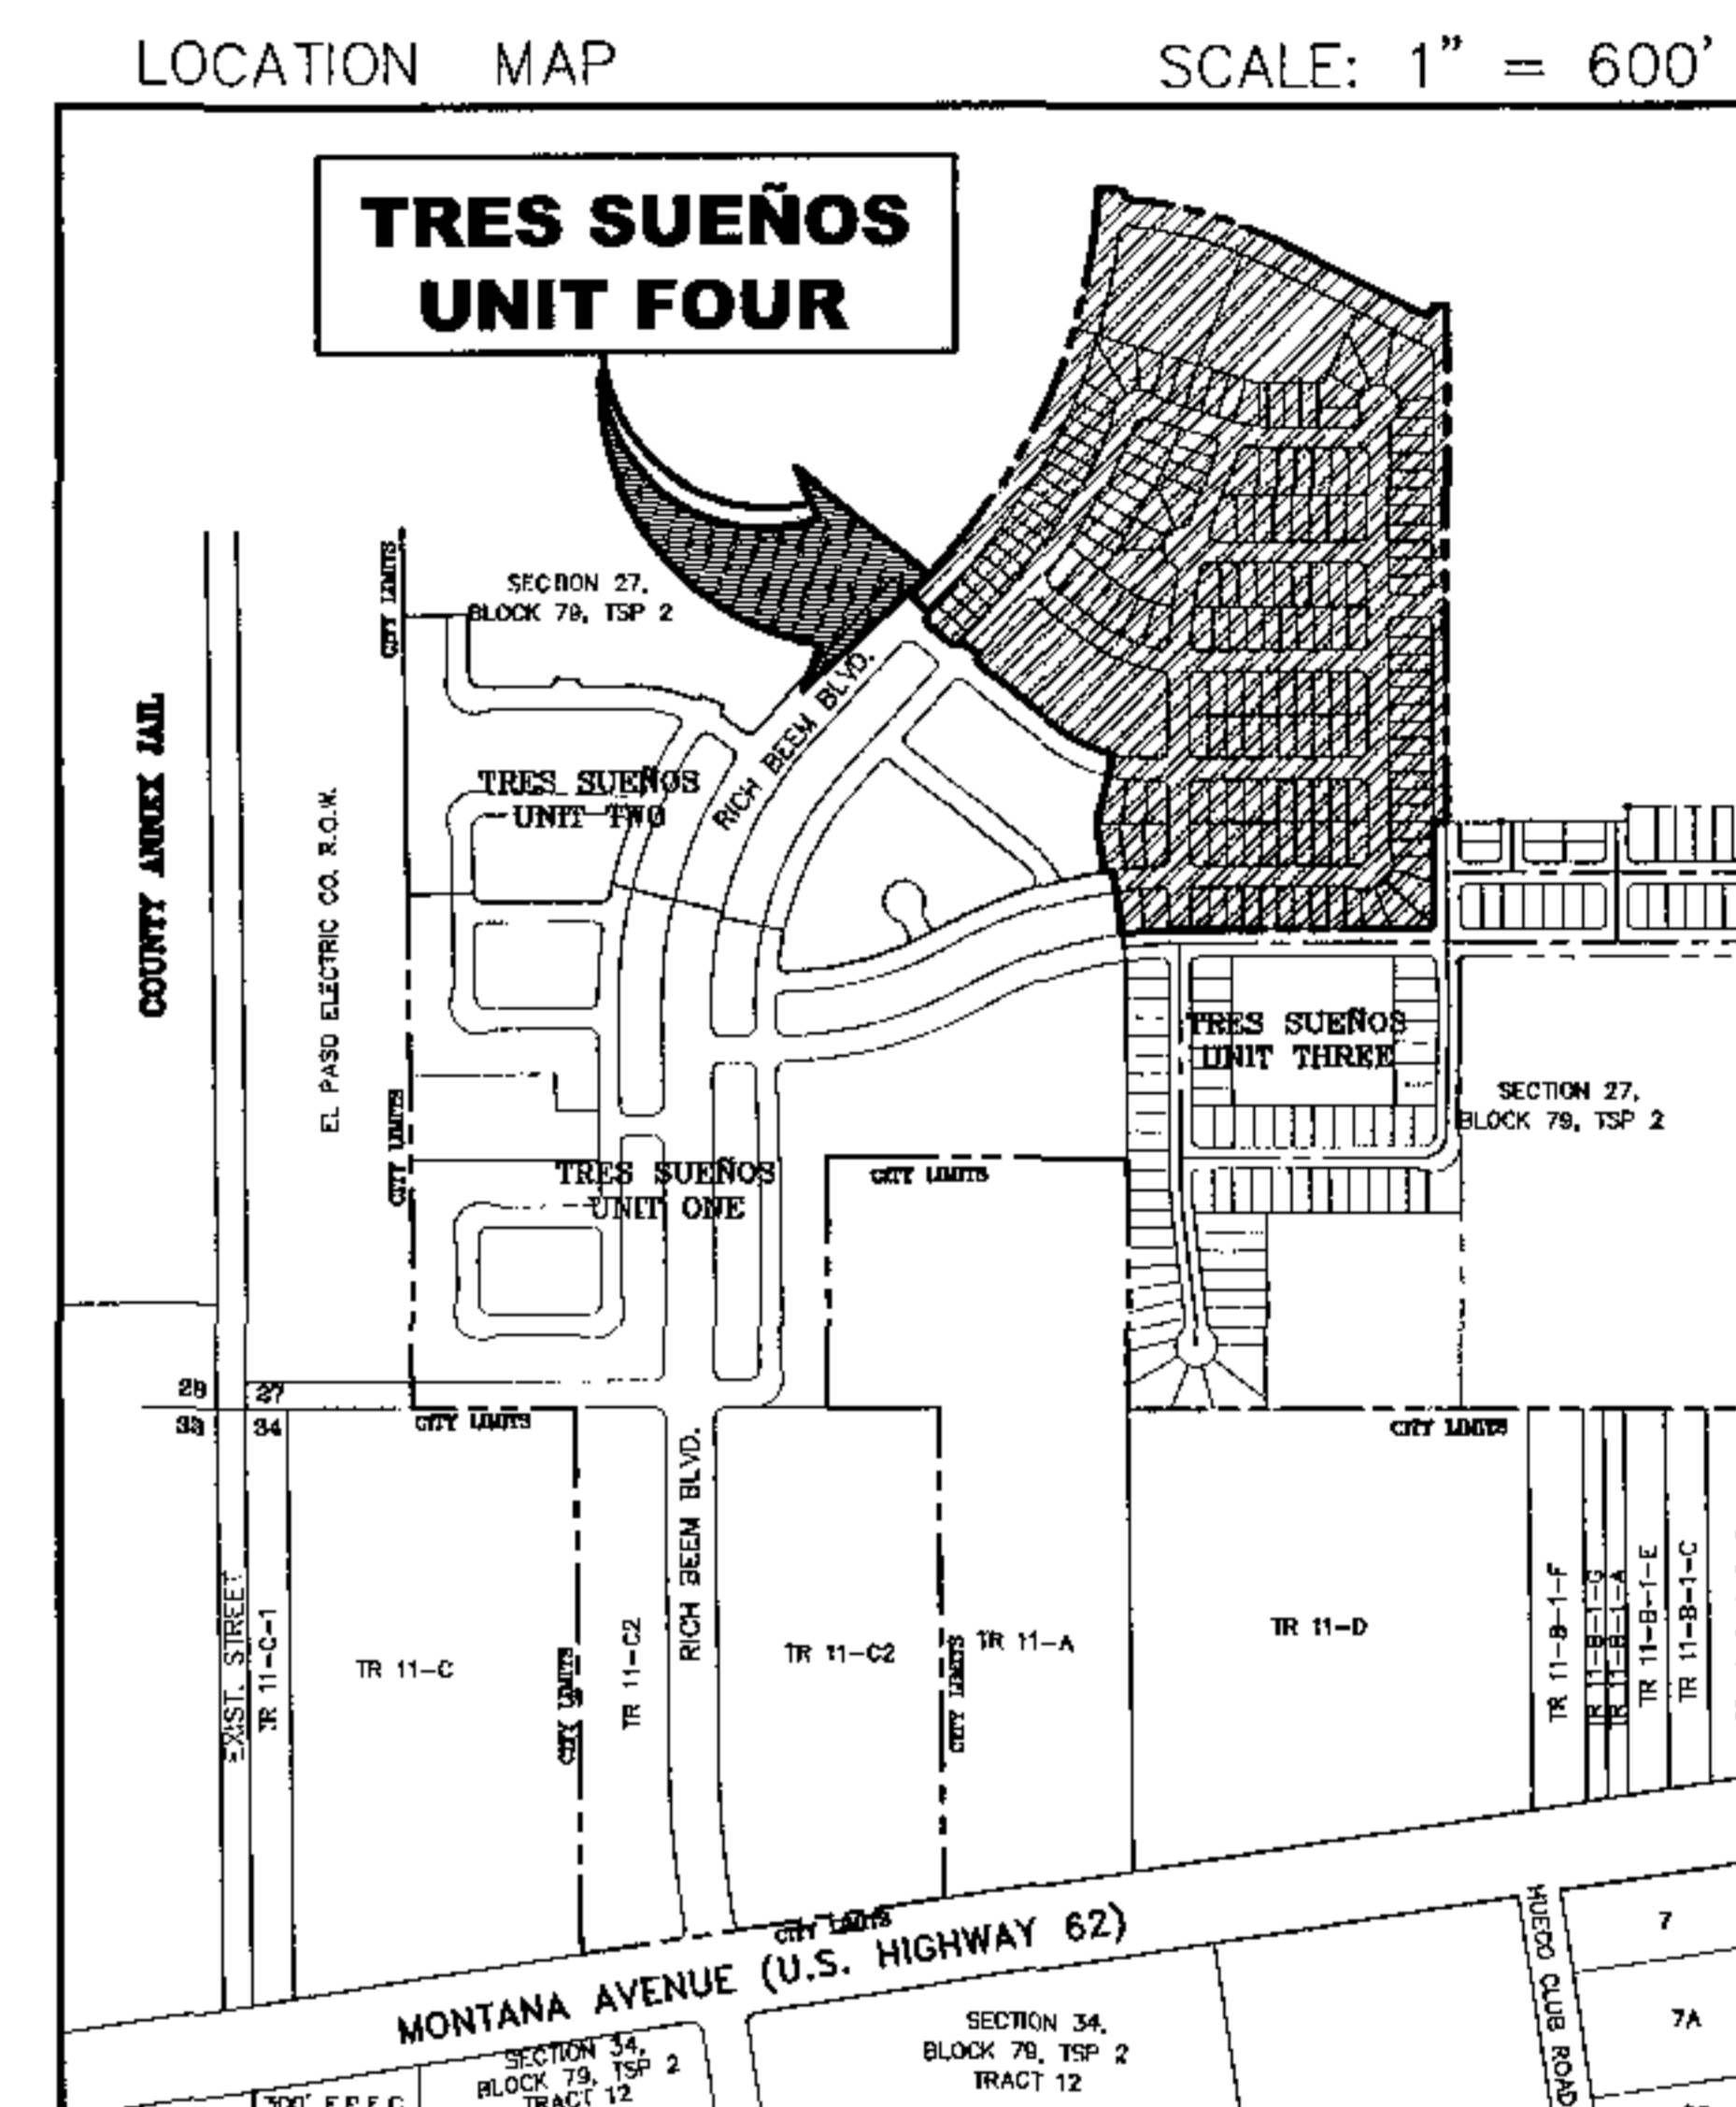 LOCATION MAP
SCALE: 1" = 600'
TRES SUEÑOS
UNIT FOUR
CITY LIMITS
SECTION 27,
BLOCK 79, TSP 2
COUNTY ANNEX JAIL
EL PASO ELECTRIC CO. R.O.W.
RICH BEEM BLVD.
TRES SUEÑOS
UNIT TWO
TRES SUEÑOS
UNIT THREE
SECTION 27,
BLOCK 79, TSP 2
CITY LIMITS
TRES SUEÑOS
UNIT ONE
CITY LIMITS
28 27
33 34
CITY LIMITS
CITY LIMITS
EXIST. STREET
TR 11-C-1
TR 11-C
CITY LIMITS
TR 11-C2
RICH BEEM BLVD.
TR 11-C2
CITY LIMITS
TR 11-A
TR 11-D
TR 11-B-1-F
TR 11-B-1-G
TR 11-B-1-A
TR 11-B-1-E
TR 11-B-1-C
CITY LIMITS
MONTANA AVENUE (U.S. HIGHWAY 62)
HUECO CLUB ROAD
7
7A
SECTION 34,
BLOCK 79, TSP 2
TRACT 12
SECTION 34,
BLOCK 79, TSP 2
TRACT 12